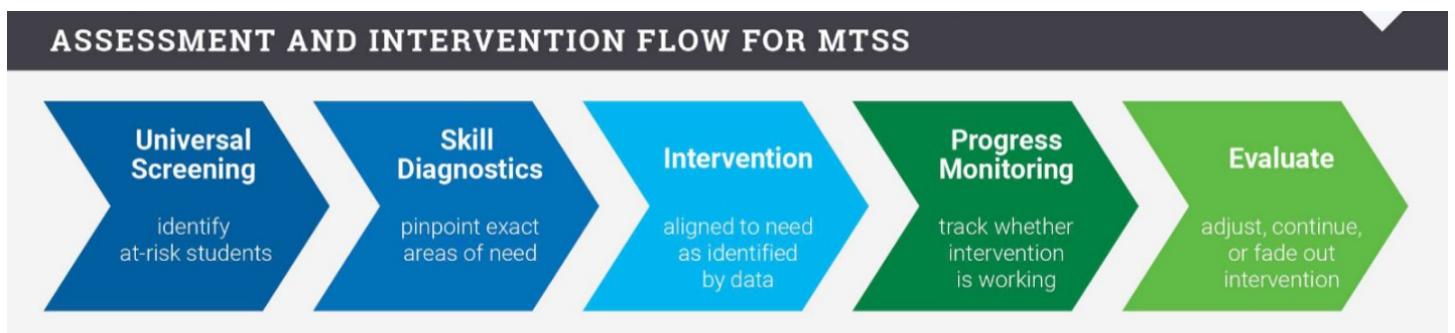 ASSESSMENT AND INTERVENTION FLOW FOR MTSS
Universal
Screening
identify
at-risk students
Skill
Diagnostics
pinpoint exact
areas of need
Intervention
aligned to need
as identified
by data
Progress
Monitoring
track whether
intervention
is working
Evaluate
adjust, continue,
or fade out
intervention